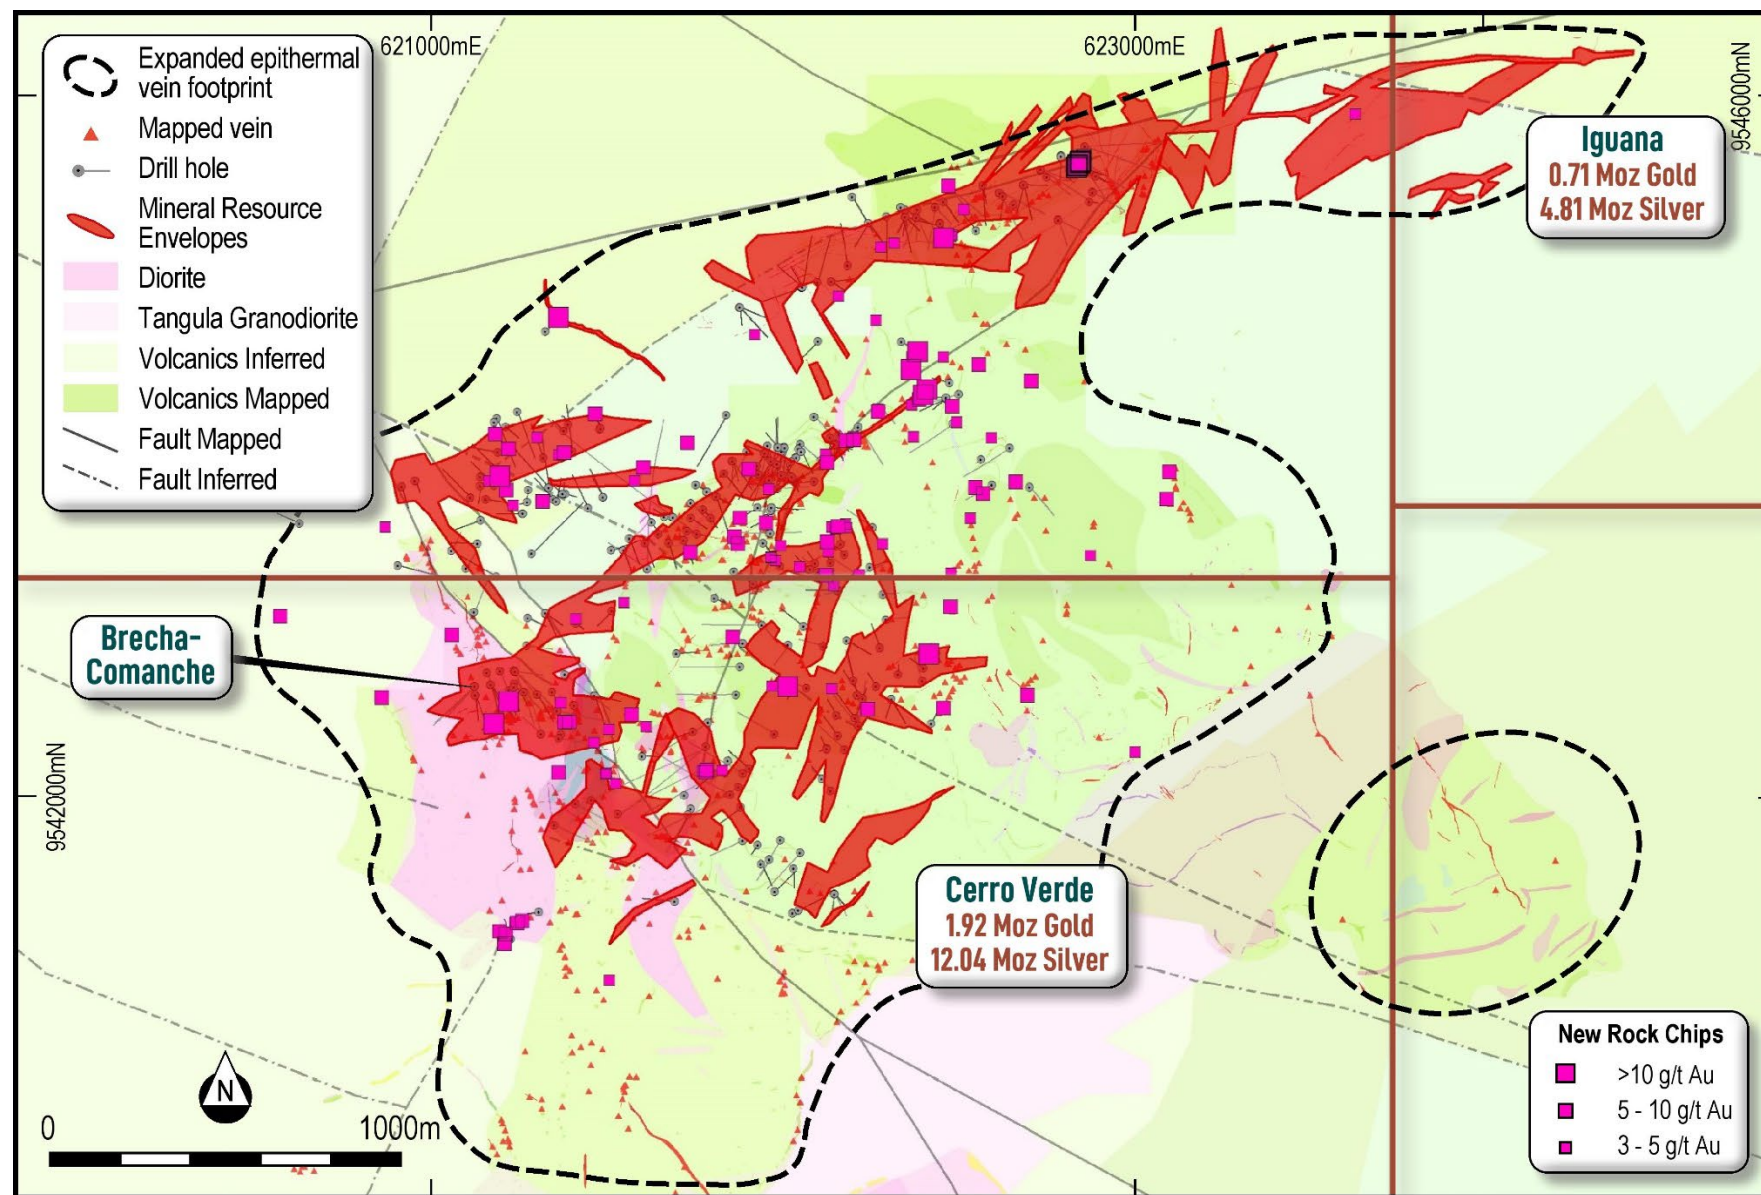 621000mE
623000mE
9546000mN
9542000mN
Expanded epithermal
vein footprint
Mapped vein
Drill hole
Mineral Resource
Envelopes
Diorite
Tangula Granodiorite
Volcanics Inferred
Volcanics Mapped
Fault Mapped
Fault Inferred
Iguana
0.71 Moz Gold
4.81 Moz Silver
Brecha-
Comanche
Cerro Verde
1.92 Moz Gold
12.04 Moz Silver
N
0
1000m
New Rock Chips
>10 g/t Au
5 - 10 g/t Au
3 - 5 g/t Au